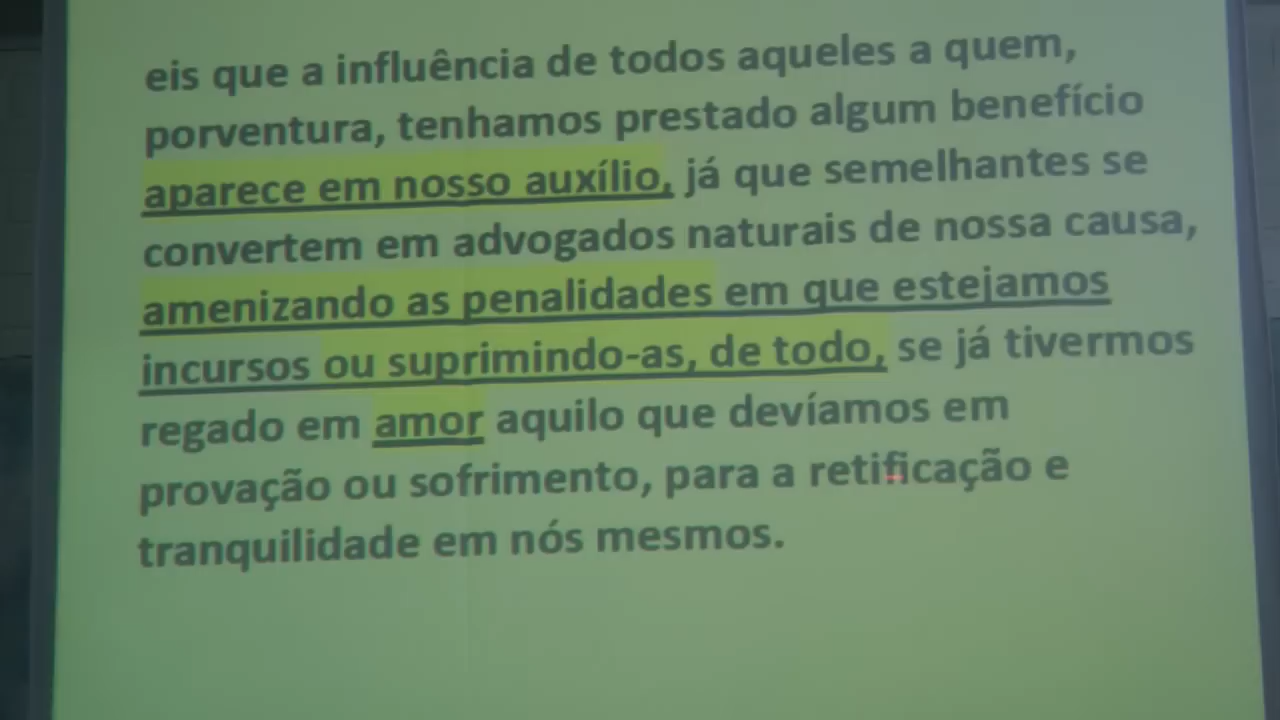 eis que a influência de todos aqueles a quem,
porventura, tenhamos prestado algum benefício
aparece em nosso auxílio, já que semelhantes se
convertem em advogados naturais de nossa causa,
amenizando as penalidades em que estejamos
incursos ou suprimindo-as, de todo, se já tivermos
regado em amor aquilo que devíamos em
provação ou sofrimento, para a retificação e
tranquilidade em nós mesmos.